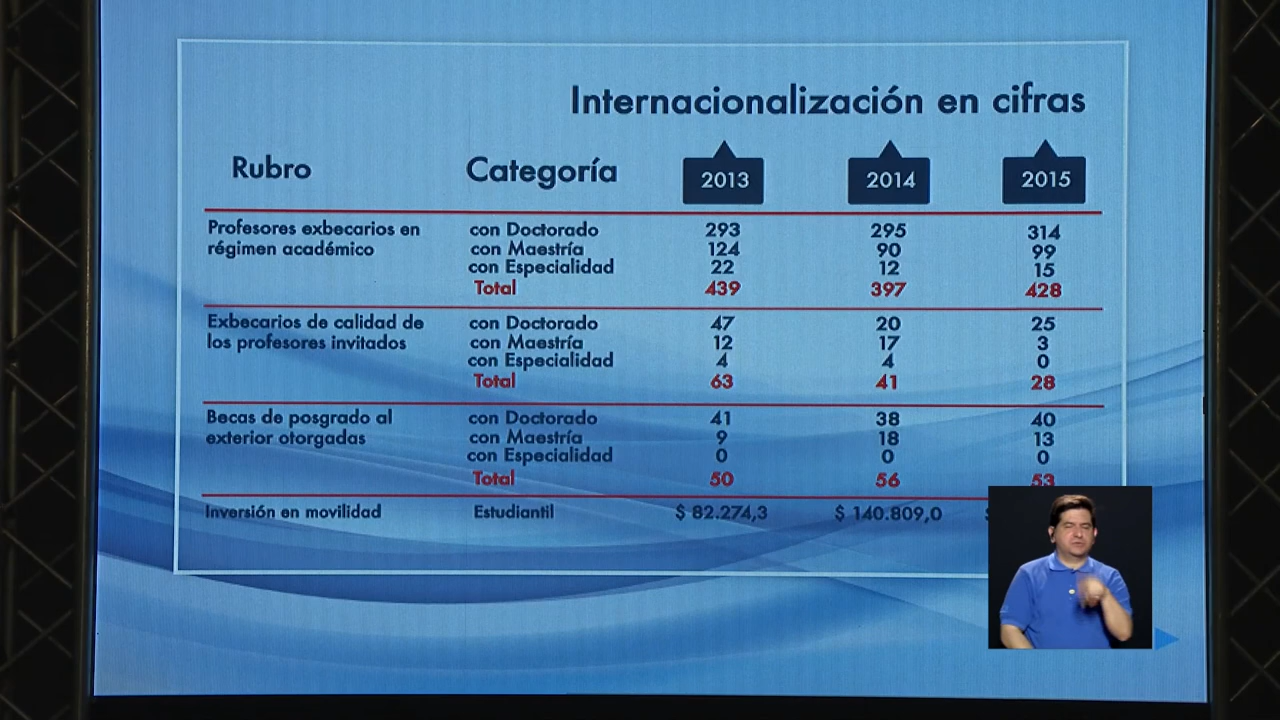 Internacionalización en cifras
Rubro Categoría 2013 2014 2015
Profesores exbecarios en con Doctorado 293 295 314
régimen académico con Maestría 124 90 99
con Especialidad 22 12 15
Total 439 397 428
Exbecarios de calidad de con Doctorado 47 20 25
los profesores invitados con Maestría 12 17 3
con Especialidad 4 4 0
Total 63 41 28
Becas de posgrado al con Doctorado 41 38 40
exterior otorgadas con Maestría 9 18 13
con Especialidad 0 0 0
Total 50 56 53
Inversión en movilidad Estudiantil $ 82.274,3 $ 140.809,0